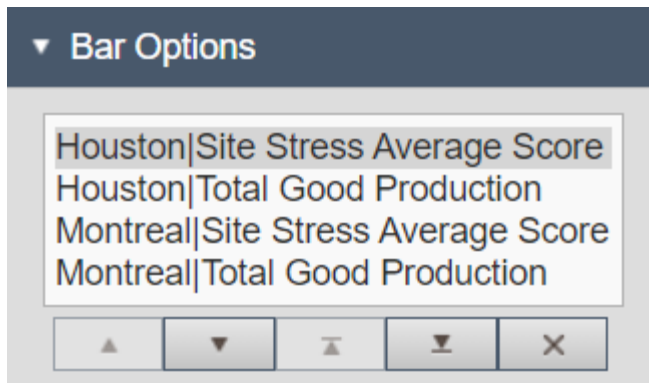 Bar Options
Houston|Site Stress Average Score
Houston|Total Good Production
Montreal|Site Stress Average Score
Montreal|Total Good Production